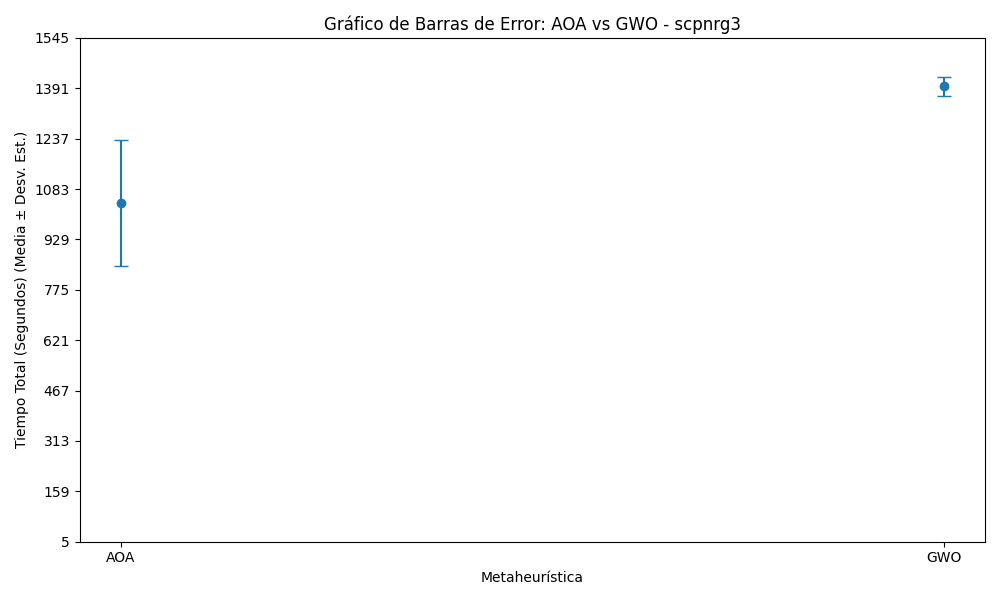 Gráfico de Barras de Error: AOA vs GWO - scpnrg3
Tiempo Total (Segundos) (Media ± Desv. Est.)
1545
1391
1237
1083
929
775
621
467
313
159
5
AOA
GWO
Metaheurística